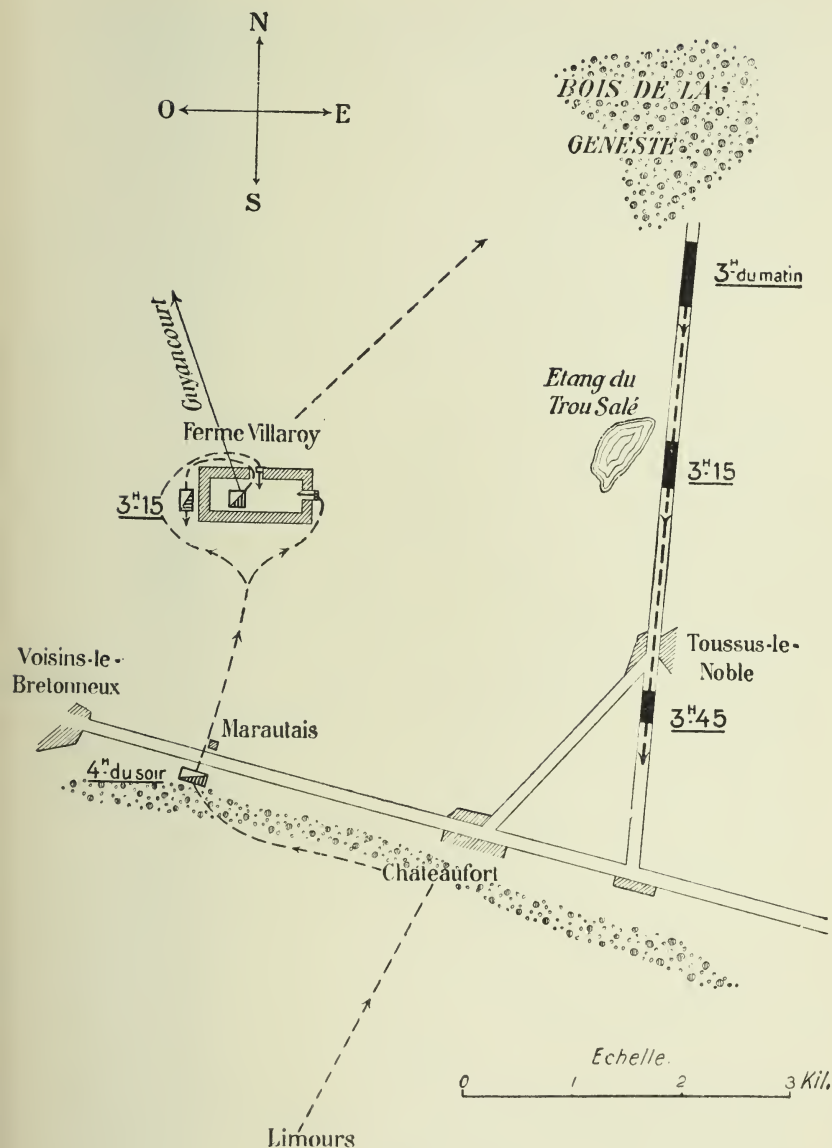 N
O
E
S
BOIS DE LA
GENESTE
3H du matin
Guyancourt
Etang du
Trou Salé
Ferme Villaroy
3H15
3H15
Toussus-le-
Noble
Voisins-le-
Bretonneux
Marautais
3H45
4H du soir
Chateaufort
Echelle.
0 1 2 3 Kil.
Limours